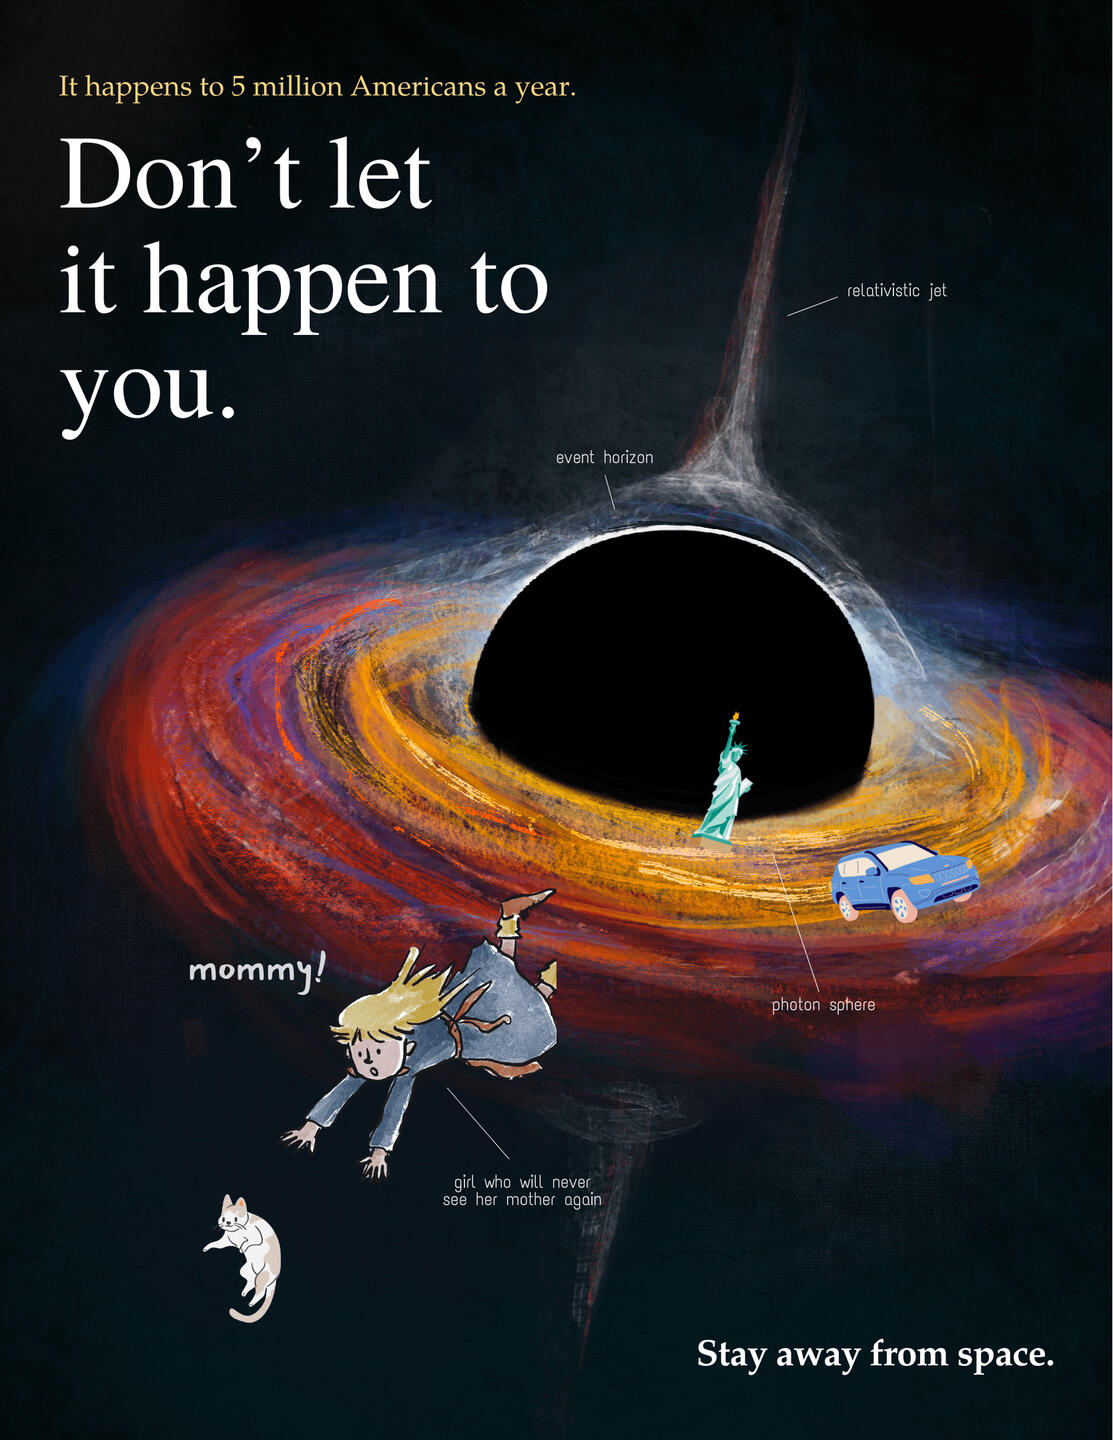 It happens to 5 million Americans a year.
Don’t let
it happen to
you.
relativistic jet
event horizon
mommy!
photon sphere
girl who will never
see her mother again
Stay away from space.